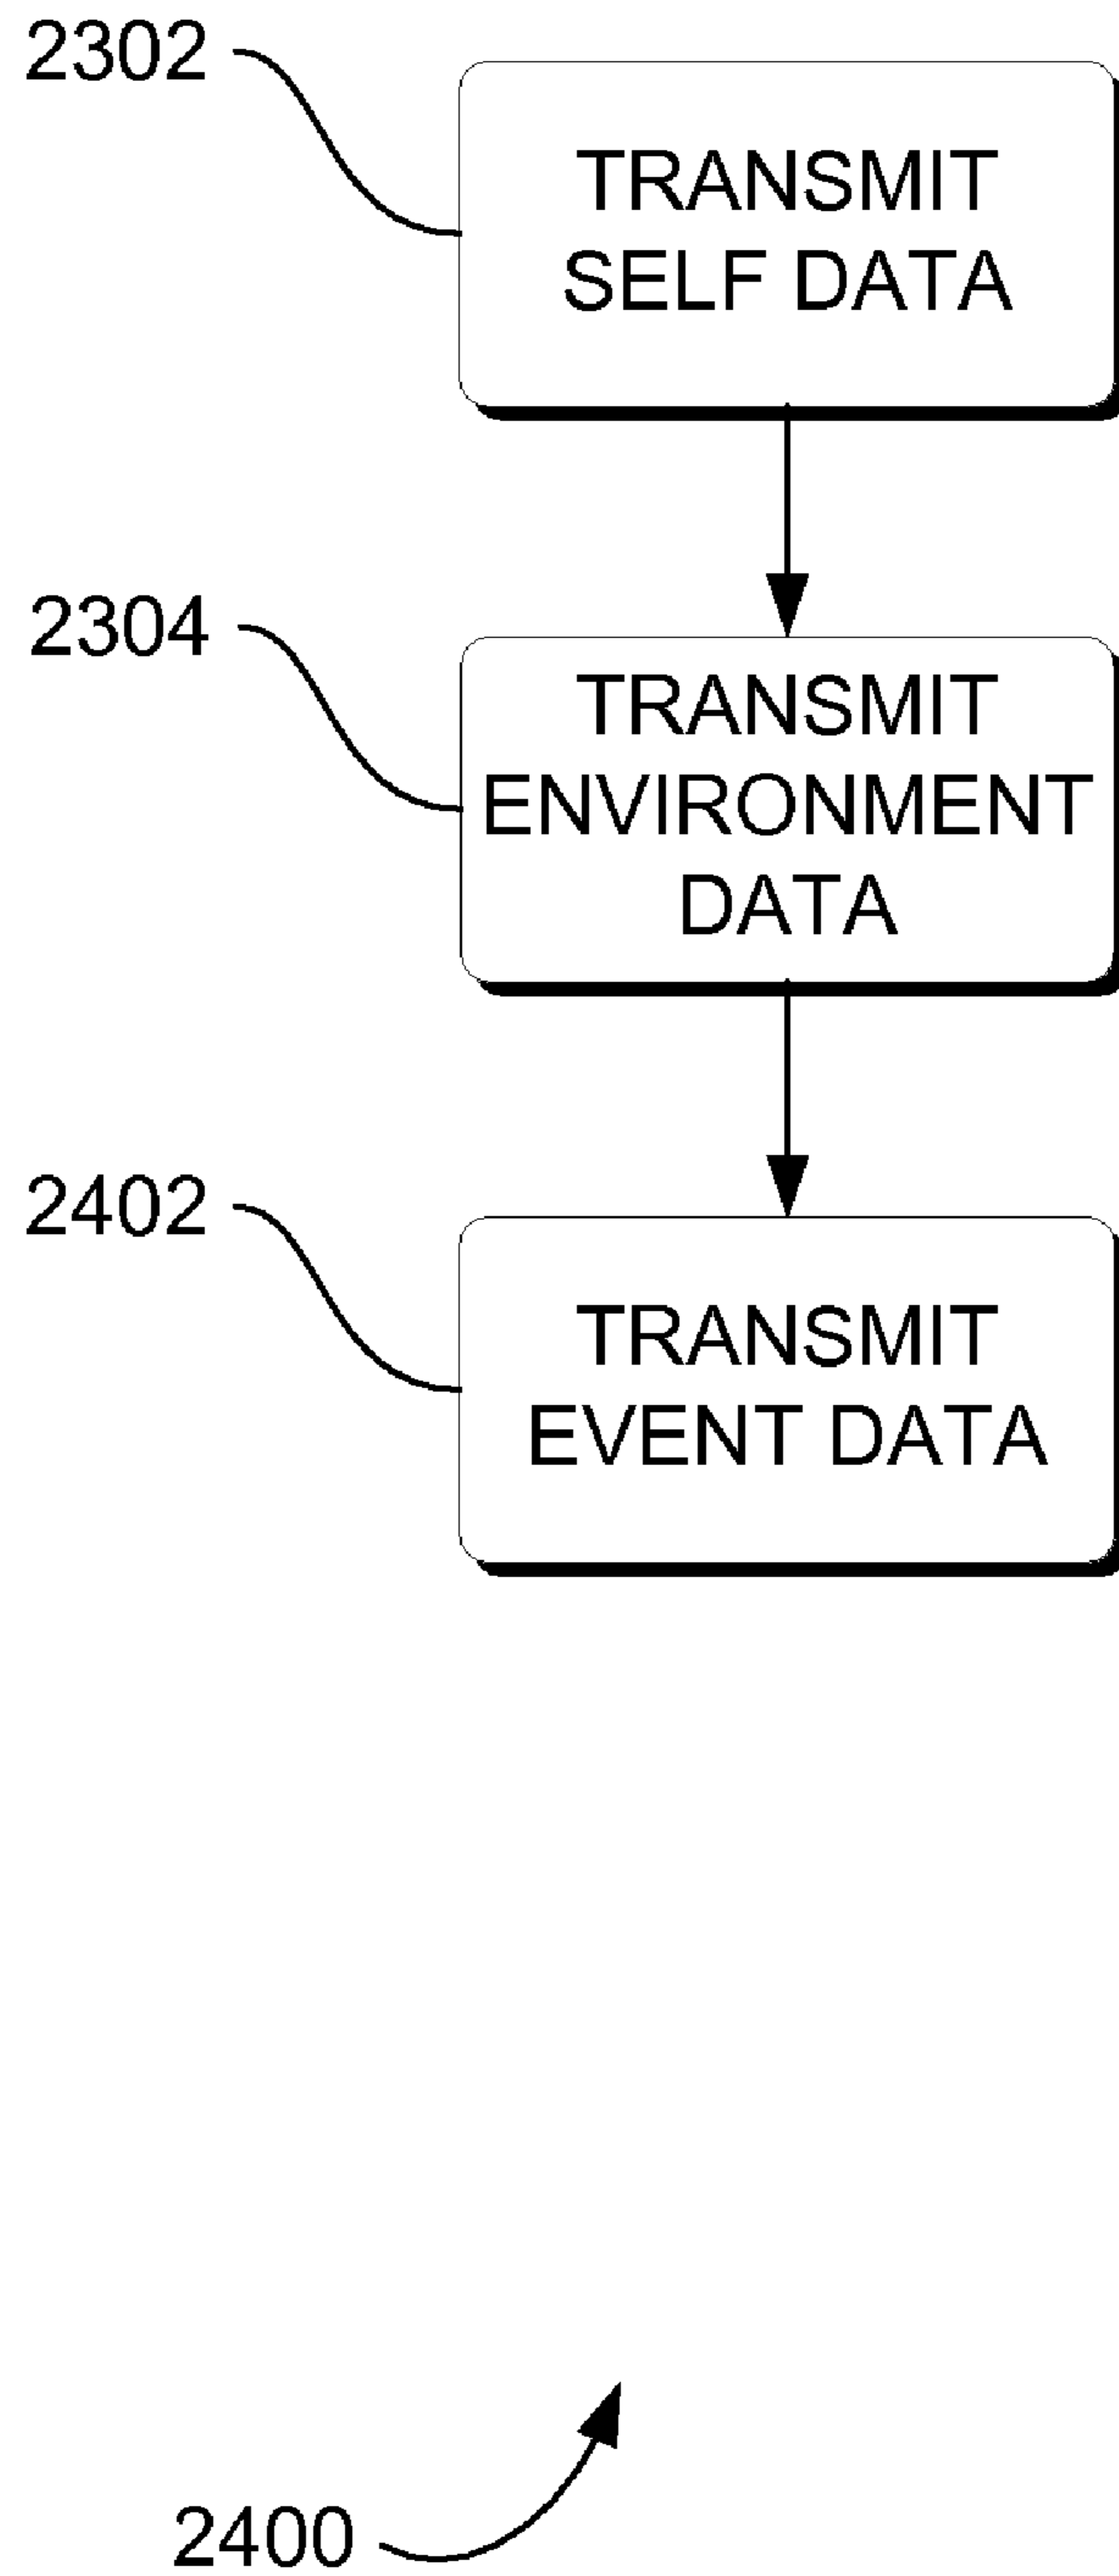 2302
TRANSMIT
SELF DATA
2304
TRANSMIT
ENVIRONMENT
DATA
2402
TRANSMIT
EVENT DATA
2400